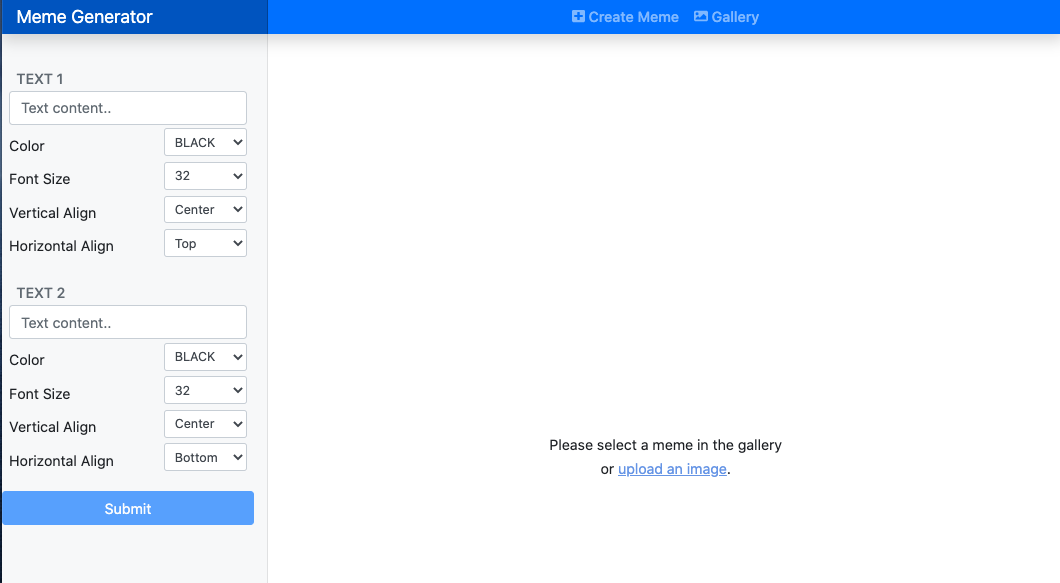 Meme Generator
Create Meme Gallery
TEXT 1
Text content..
Color BLACK
Font Size 32
Vertical Align Center
Horizontal Align Top
TEXT 2
Text content..
Color BLACK
Font Size 32
Vertical Align Center
Horizontal Align Bottom
Submit
Please select a meme in the gallery
or upload an image.